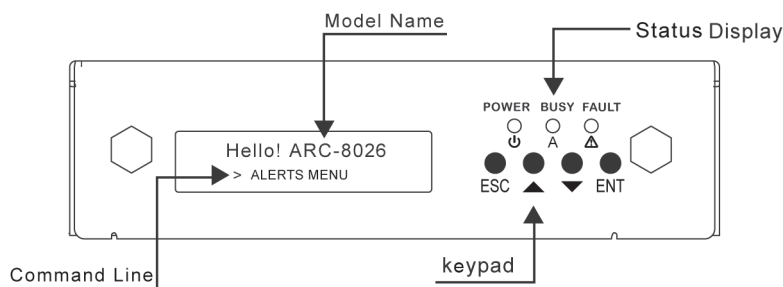 Model Name
Status Display
POWER BUSY FAULT
A
Hello! ARC-8026
> ALERTS MENU
ESC ENT
Command Line
keypad